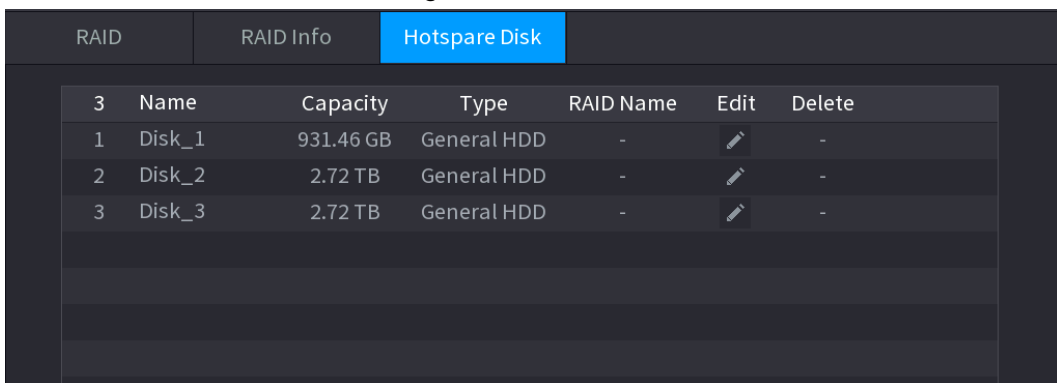 RAID RAID Info Hotspare Disk
3 Name Capacity Type RAID Name Edit Delete
1 Disk_1 931.46 GB General HDD - -
2 Disk_2 2.72 TB General HDD - -
3 Disk_3 2.72 TB General HDD - -